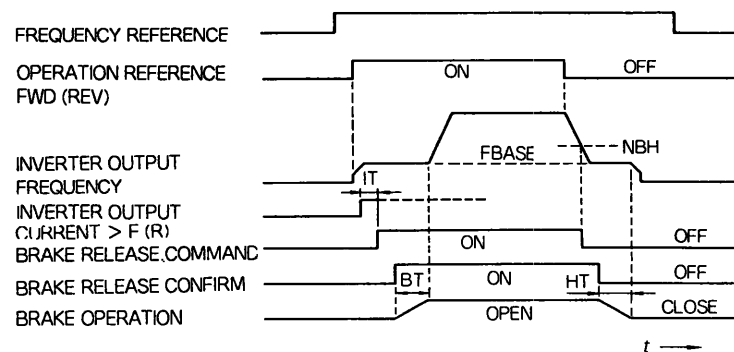 FREQUENCY REFERENCE
OPERATION REFERENCE ON OFF
FWD (REV)
NBH
FBASE
INVERTER OUTPUT
FREQUENCY IT
INVERTER OUTPUT
CURRENT > F (R)
BRAKE RELEASE COMMAND ON OFF
BRAKE RELEASE CONFIRM BT ON HT OFF
BRAKE OPERATION OPEN CLOSE
t